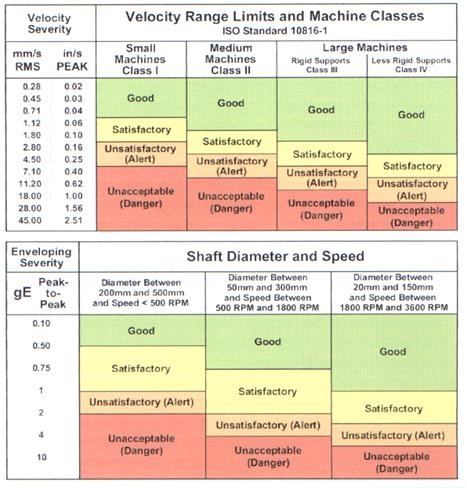 Velocity Severity
Velocity Range Limits and Machine Classes
ISO Standard 10816-1
mm/s RMS
in/s PEAK
Small Machines Class I
Medium Machines Class II
Large Machines
Rigid Supports Class III
Less Rigid Supports Class IV
0.28 0.02
0.45 0.03
0.71 0.04
1.12 0.06
1.80 0.10
2.80 0.16
4.50 0.25
7.10 0.40
11.20 0.62
18.00 1.00
28.00 1.56
45.00 2.51
Good
Satisfactory
Unsatisfactory (Alert)
Unacceptable (Danger)
Good
Satisfactory
Unsatisfactory (Alert)
Unacceptable (Danger)
Good
Satisfactory
Unsatisfactory (Alert)
Unacceptable (Danger)
Good
Satisfactory
Unsatisfactory (Alert)
Unacceptable (Danger)
Enveloping Severity
Shaft Diameter and Speed
gE Peak-to-Peak
Diameter Between 200mm and 500mm and Speed < 500 RPM
Diameter Between 50mm and 300mm and Speed Between 500 RPM and 1800 RPM
Diameter Between 20mm and 150mm and Speed Between 1800 RPM and 3600 RPM
0.10
0.50
0.75
1
2
4
10
Good
Satisfactory
Unsatisfactory (Alert)
Unacceptable (Danger)
Good
Satisfactory
Unsatisfactory (Alert)
Unacceptable (Danger)
Good
Satisfactory
Unsatisfactory (Alert)
Unacceptable (Danger)